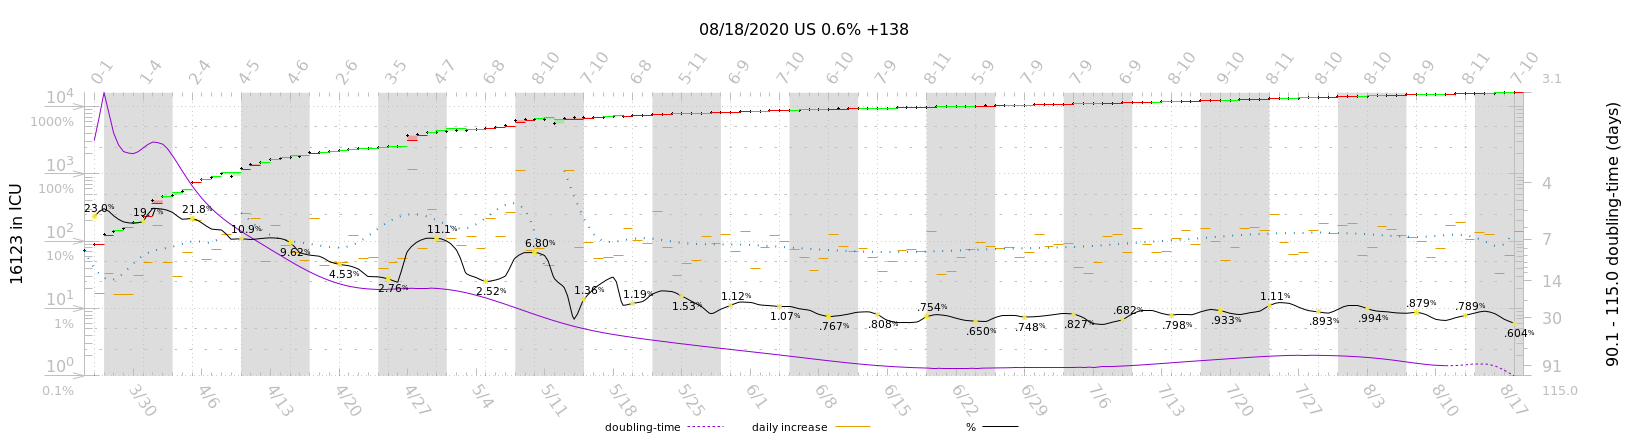 08/18/2020 US 0.6% +138
0-1 1-4 2-4 4-5 4-6 2-6 3-5 4-7 6-8 8-10 7-10 6-8 5-11 6-9 7-10 6-10 7-9 8-11 5-9 7-9 7-9 6-9 8-10 9-10 8-11 8-10 8-10 8-9 8-11 7-10
3.1
10⁴
1000%
10³
100%
10²
10%
10¹
1%
10⁰
0.1%
16123 in ICU
23.0% 19.7% 21.8% 10.9% 9.62% 4.53% 2.76% 11.1% 2.52% 6.80% 1.36% 1.19% 1.53% 1.12% 1.07% .767% .808% .754% .650% .748% .827% .682% .798% .933% 1.11% .893% .994% .879% .789% .604%
4
7
14
30
91
115.0
90.1 - 115.0 doubling-time (days)
3/30 4/6 4/13 4/20 4/27 5/4 5/11 5/18 5/25 6/1 6/8 6/15 6/22 6/29 7/6 7/13 7/20 7/27 8/3 8/10 8/17
doubling-time daily increase %